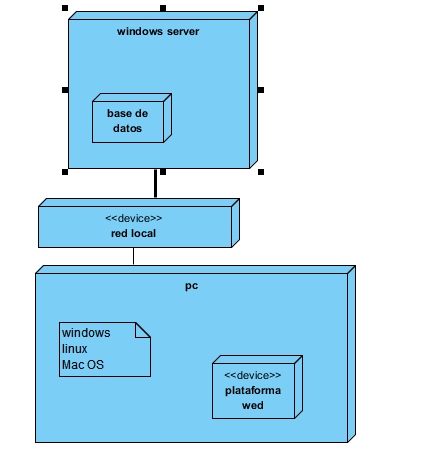 windows server
base de
datos
<<device>>
red local
pc
windows
linux
Mac OS
<<device>>
plataforma
wed